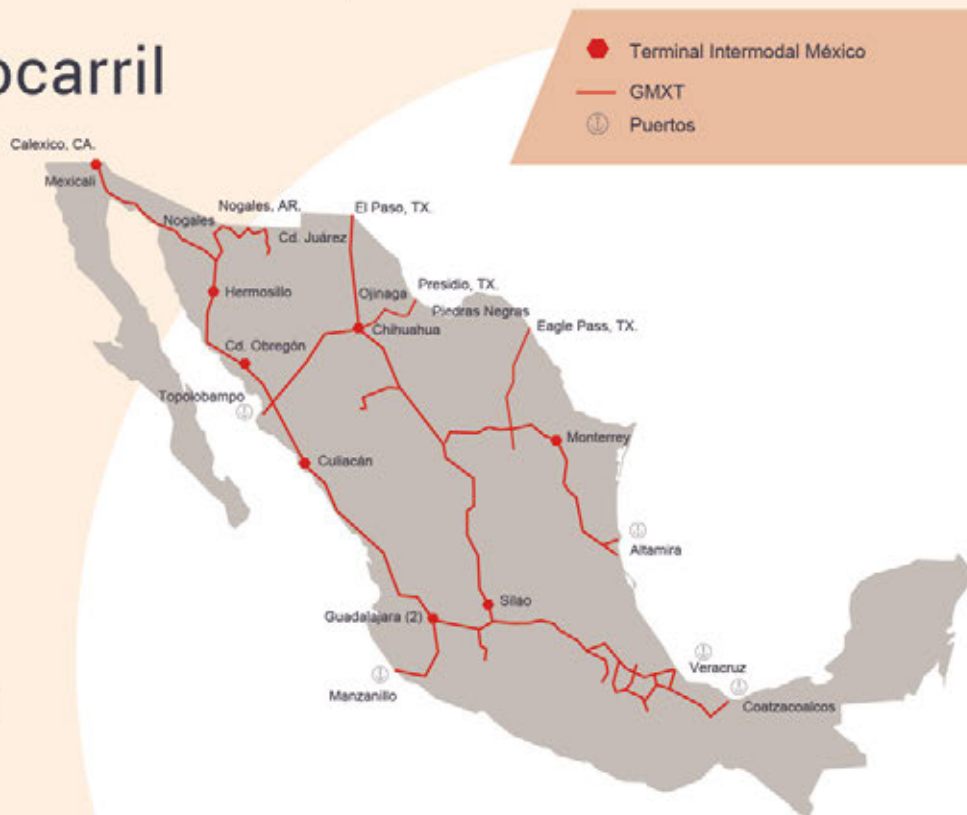 ocarril
Terminal Intermodal México
GMXT
Puertos
Calexico, CA.
Mexicali
Nogales, AR.
Nogales
El Paso, TX.
Cd. Juárez
Hermosillo
Ojinaga
Presidio, TX.
Piedras Negras
Eagle Pass, TX.
Chihuahua
Cd. Obregón
Topolobampo
Monterrey
Culiacán
Altamira
Silao
Guadalajara (2)
Veracruz
Manzanillo
Coatzacoalcos